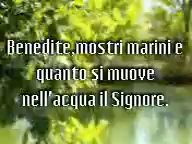 Benedite,mostri marini e
quanto si muove
nell'acqua il Signore.